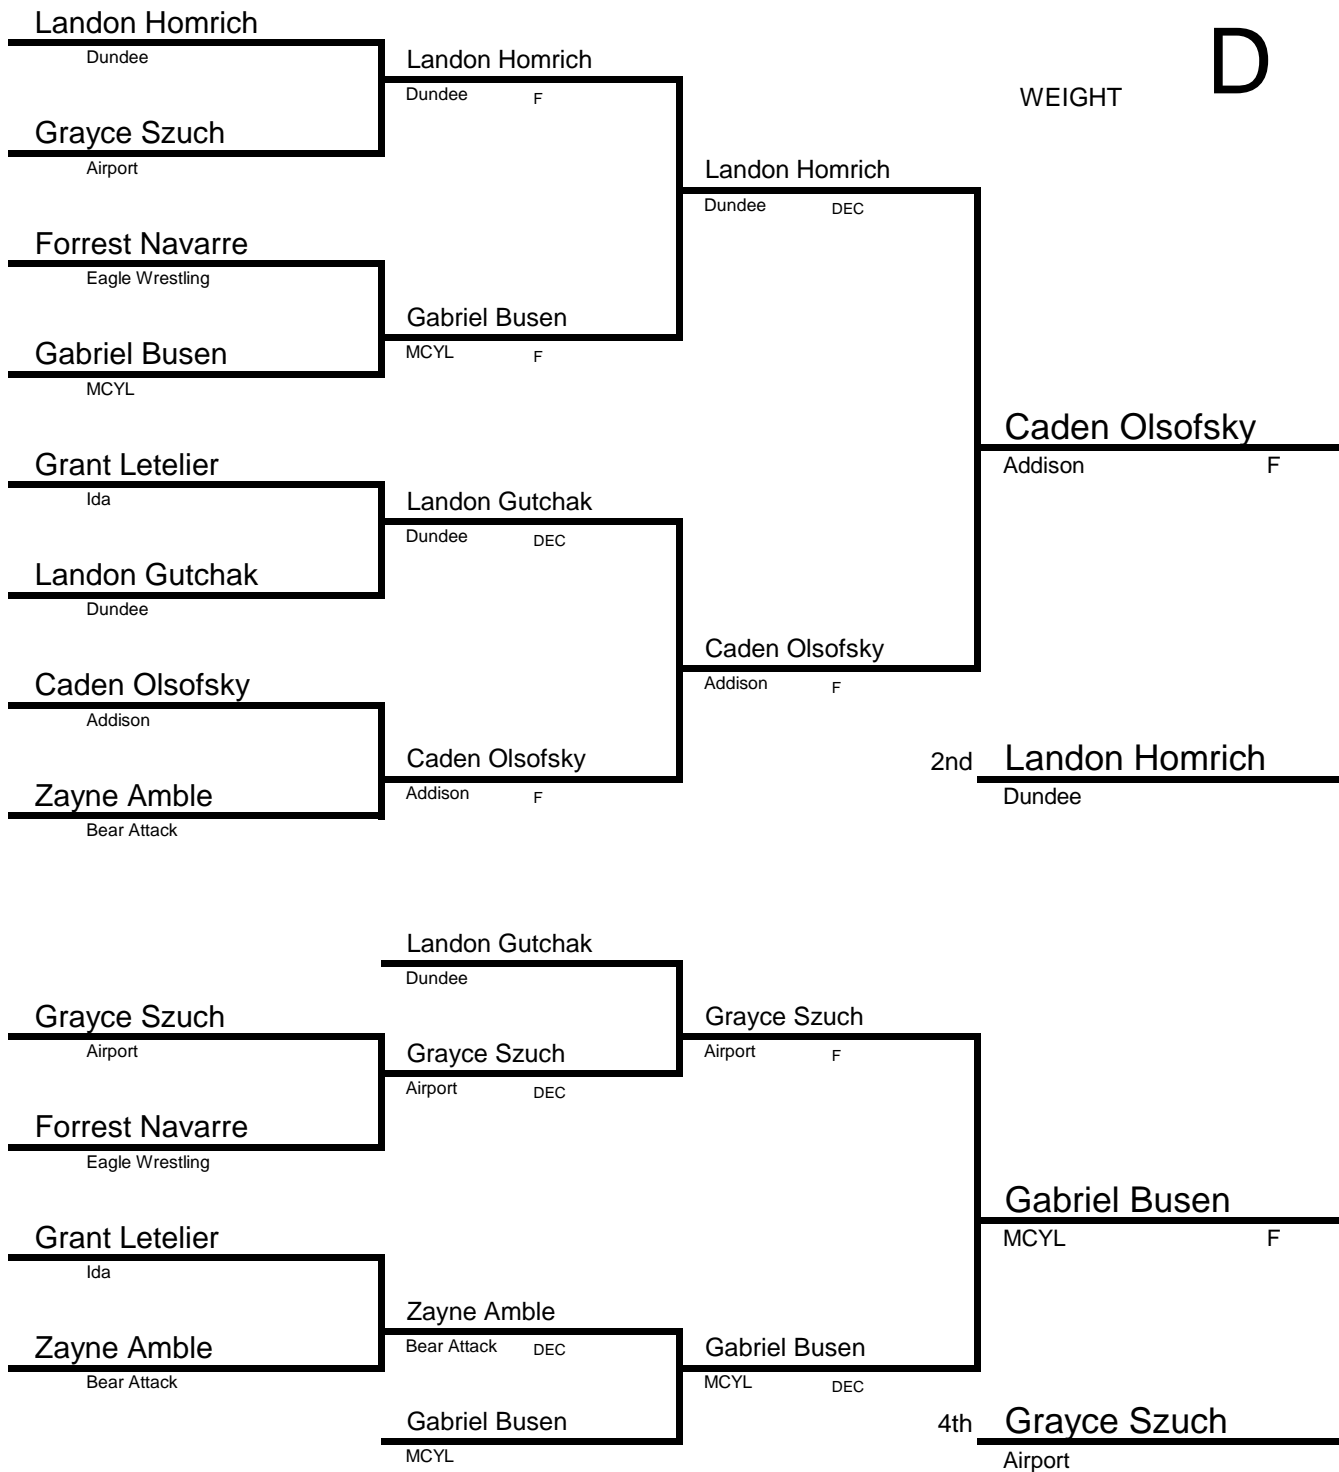 Landon Homrich
Dundee
Landon Homrich
Dundee F
WEIGHT D
Grayce Szuch
Airport
Landon Homrich
Dundee DEC
Forrest Navarre
Eagle Wrestling
Gabriel Busen
MCYL F
Gabriel Busen
MCYL
Caden Olsofsky
Addison F
Grant Letelier
Ida
Landon Gutchak
Dundee DEC
Landon Gutchak
Dundee
Caden Olsofsky
Addison F
Caden Olsofsky
Addison
Caden Olsofsky
Addison F
2nd Landon Homrich
Dundee
Zayne Amble
Bear Attack
Landon Gutchak
Dundee
Grayce Szuch
Airport
Grayce Szuch
Airport F
Grayce Szuch
Airport DEC
Forrest Navarre
Eagle Wrestling
Gabriel Busen
MCYL F
Grant Letelier
Ida
Zayne Amble
Bear Attack DEC
Zayne Amble
Bear Attack
Gabriel Busen
MCYL DEC
Gabriel Busen
MCYL
4th Grayce Szuch
Airport